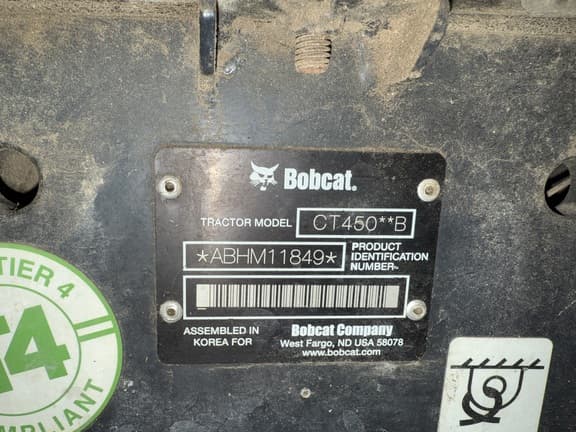 Bobcat.
TRACTOR MODEL CT450**B
*ABHM11849* PRODUCT
IDENTIFICATION
NUMBER~
ASSEMBLED IN
KOREA FOR
Bobcat Company
West Fargo, ND USA 58078
www.bobcat.com
TIER 4
T4